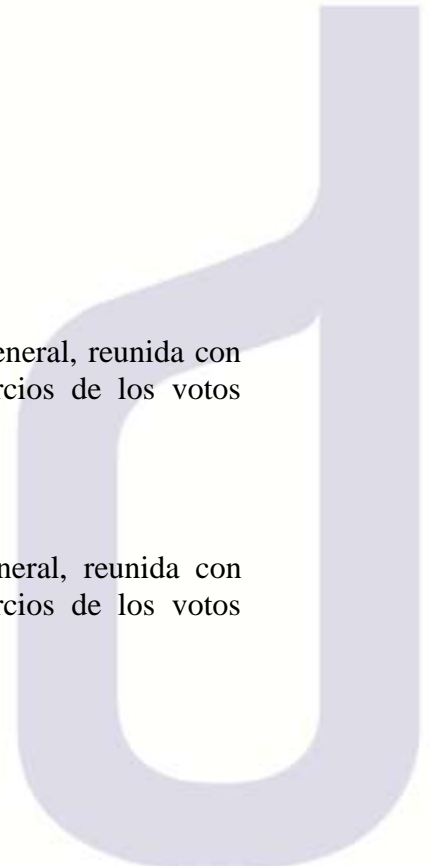 eneral, reunida con
rcios de los votos
neral, reunida con
rcios de los votos